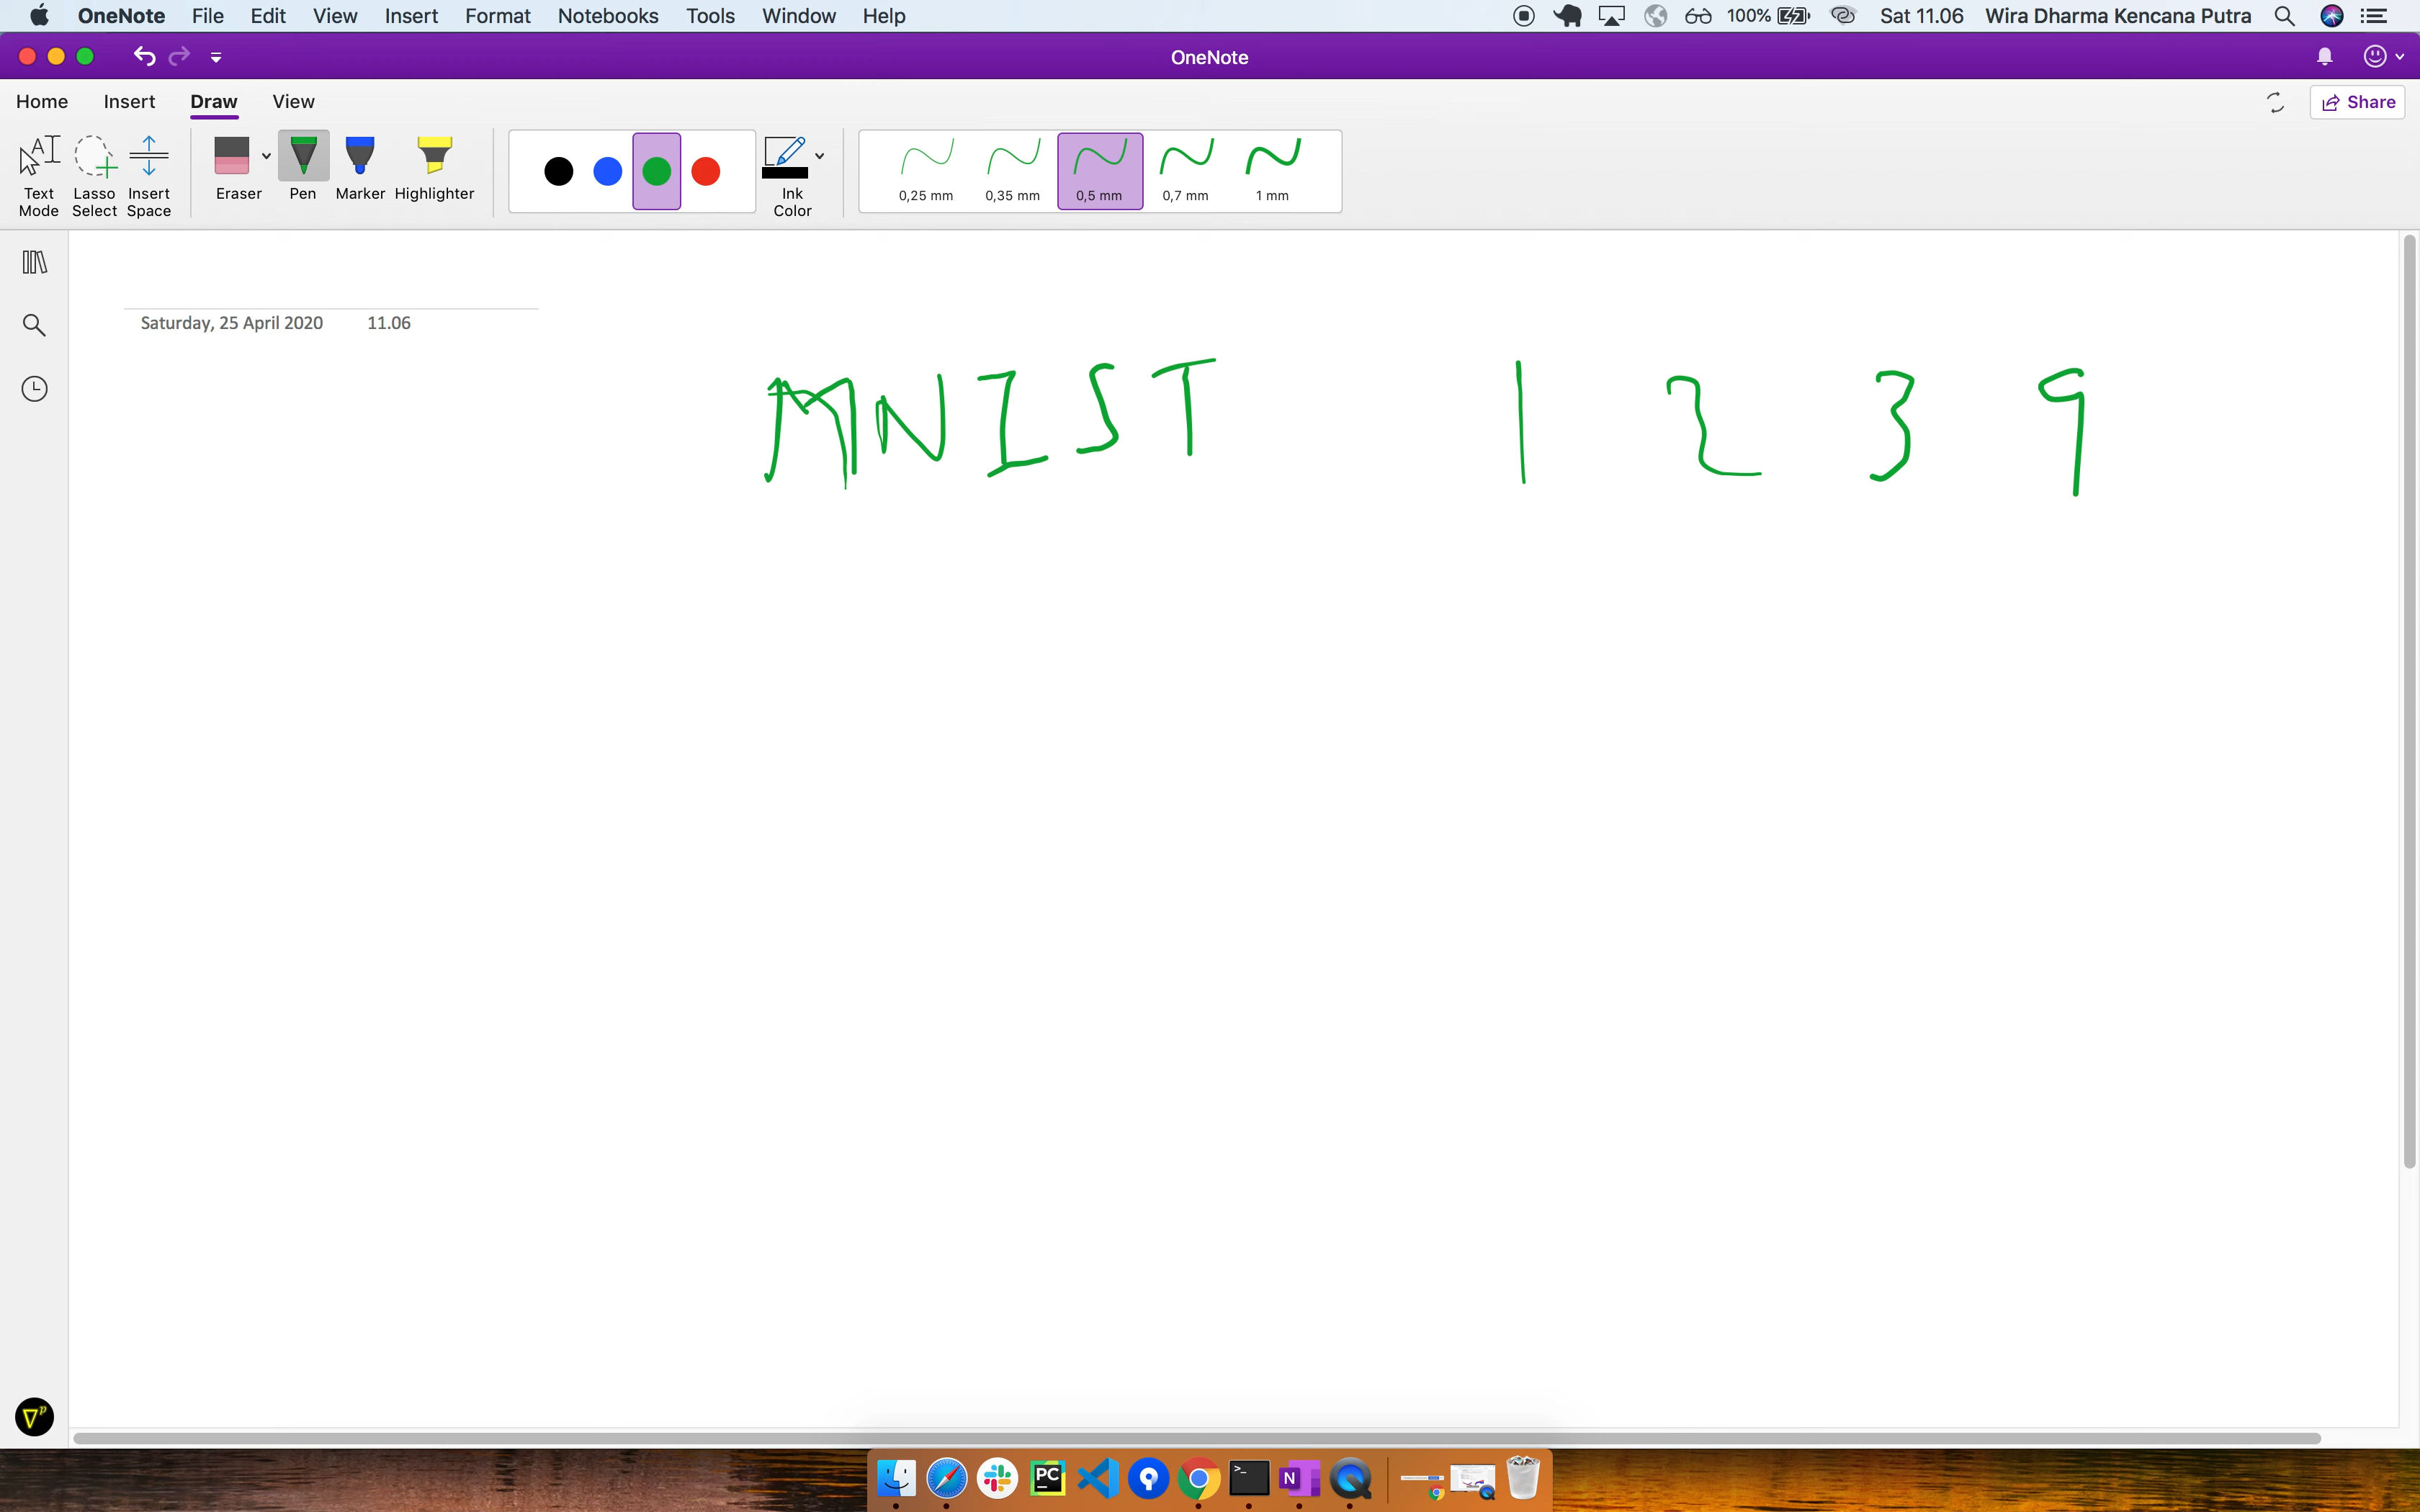 OneNote File Edit View Insert Format Notebooks Tools Window Help 100% Sat 11.06 Wira Dharma Kencana Putra
OneNote
Home Insert Draw View Share
Text Mode Lasso Select Insert Space Eraser Pen Marker Highlighter Ink Color 0,25 mm 0,35 mm 0,5 mm 0,7 mm 1 mm
Saturday, 25 April 2020 11.06
MNIST 1 2 3 9